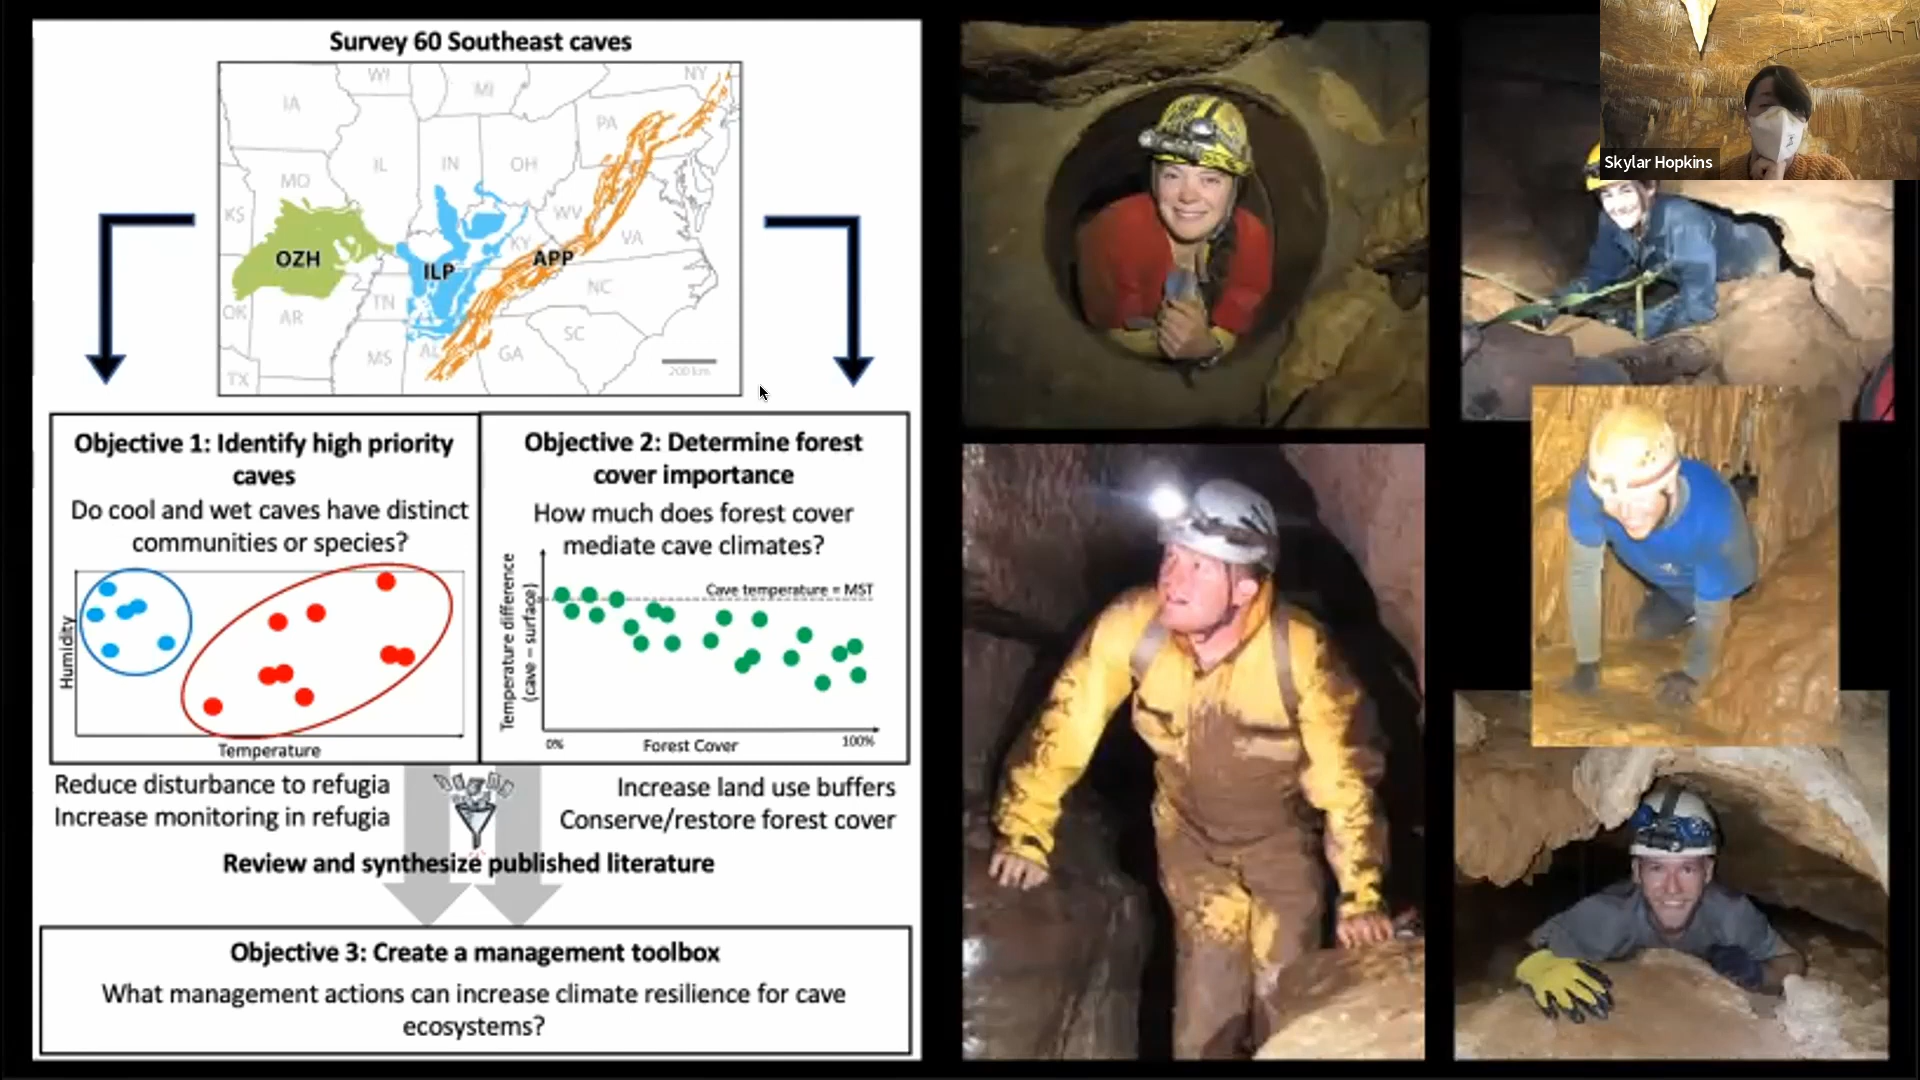 Survey 60 Southeast caves
WI
NY
MI
IA
PA
IL
IN
OH
MO
KS
WV
VA
KY
OZH
ILP
APP
NC
TN
OK
AR
SC
MS
AL
GA
TX
200 km
Objective 1: Identify high priority
caves
Do cool and wet caves have distinct
communities or species?
Humidity
Temperature
Objective 2: Determine forest
cover importance
How much does forest cover
mediate cave climates?
Temperature difference
(cave – surface)
Cave temperature = MST
0%
Forest Cover
100%
Reduce disturbance to refugia
Increase monitoring in refugia
Increase land use buffers
Conserve/restore forest cover
Review and synthesize published literature
Objective 3: Create a management toolbox
What management actions can increase climate resilience for cave
ecosystems?
Skylar Hopkins